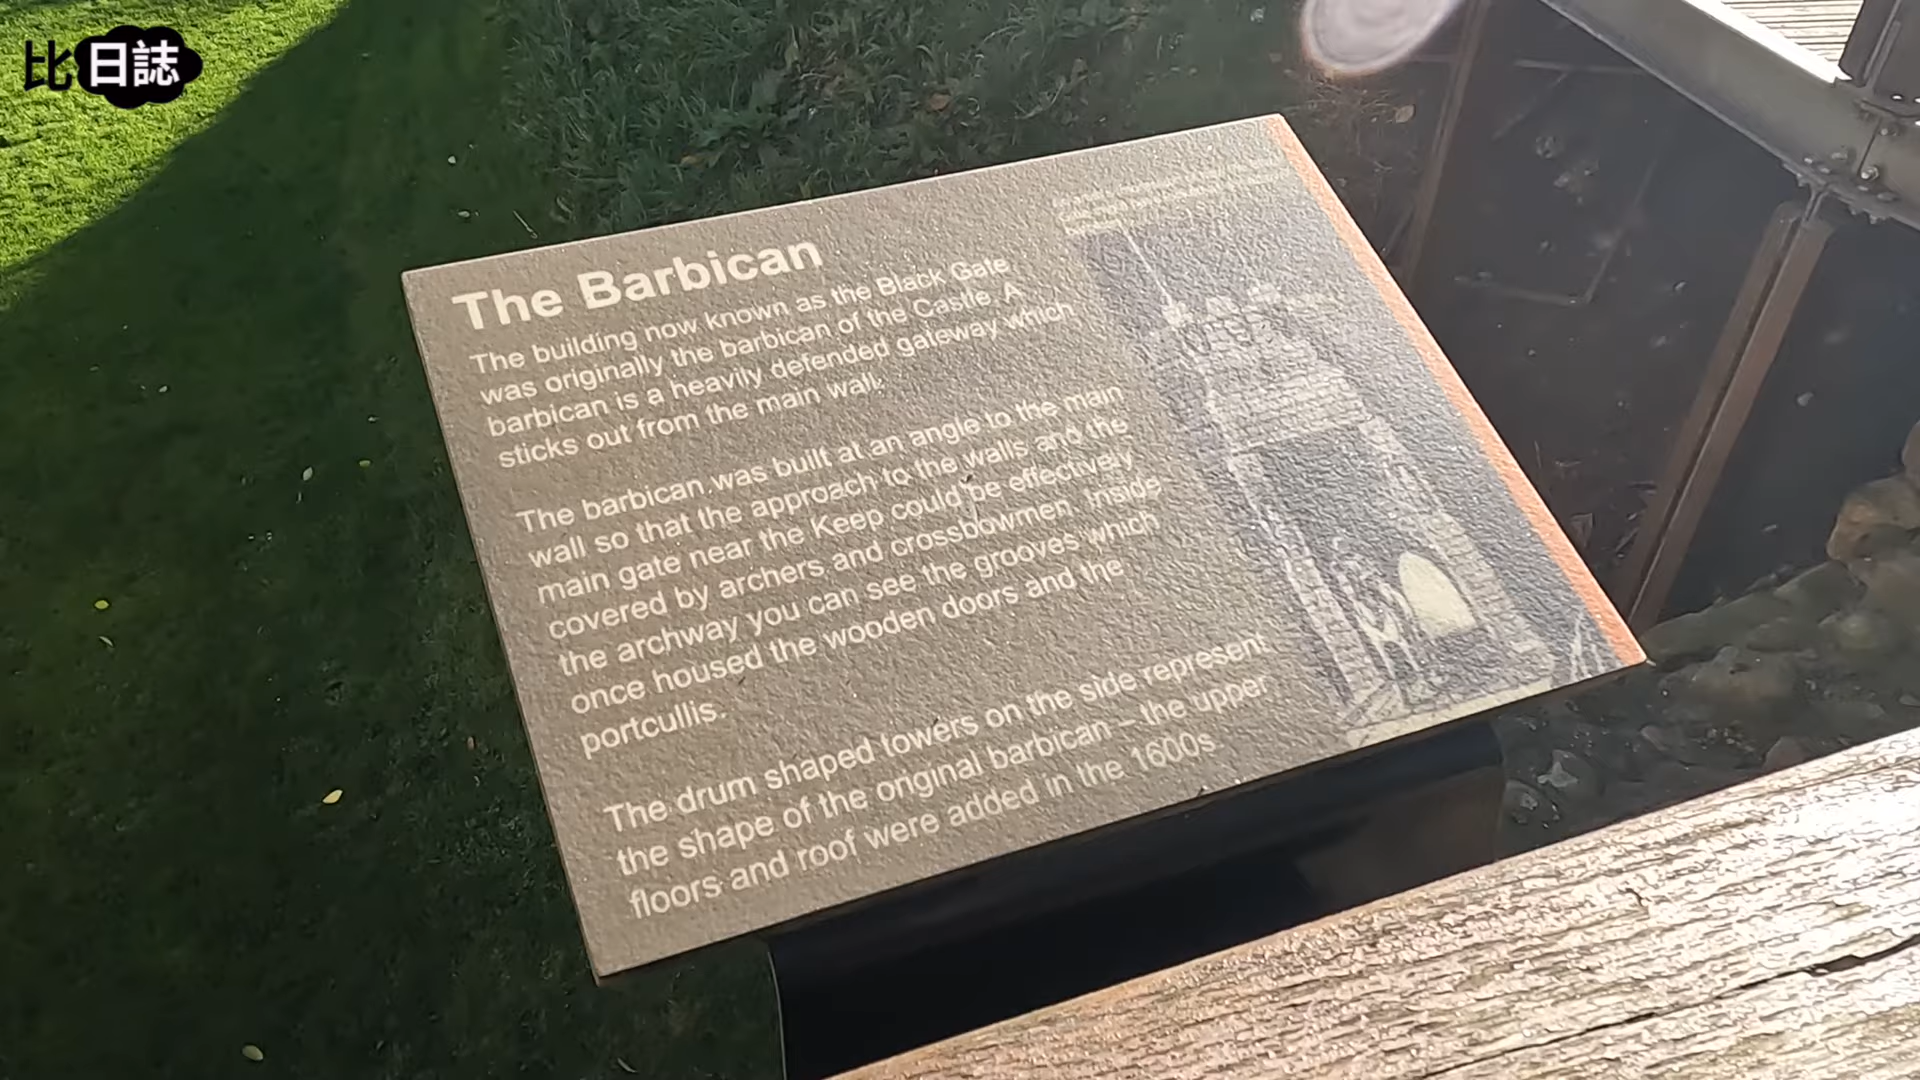 比日誌
The Barbican
The building now known as the Black Gate
was originally the barbican of the Castle. A
barbican is a heavily defended gateway which
sticks out from the main wall.
The barbican was built at an angle to the main
wall so that the approach to the walls and the
main gate near the Keep could be effectively
covered by archers and crossbowmen. Inside
the archway you can see the grooves which
once housed the wooden doors and the
portcullis.
The drum shaped towers on the side represent
the shape of the original barbican – the upper
floors and roof were added in the 1600s.